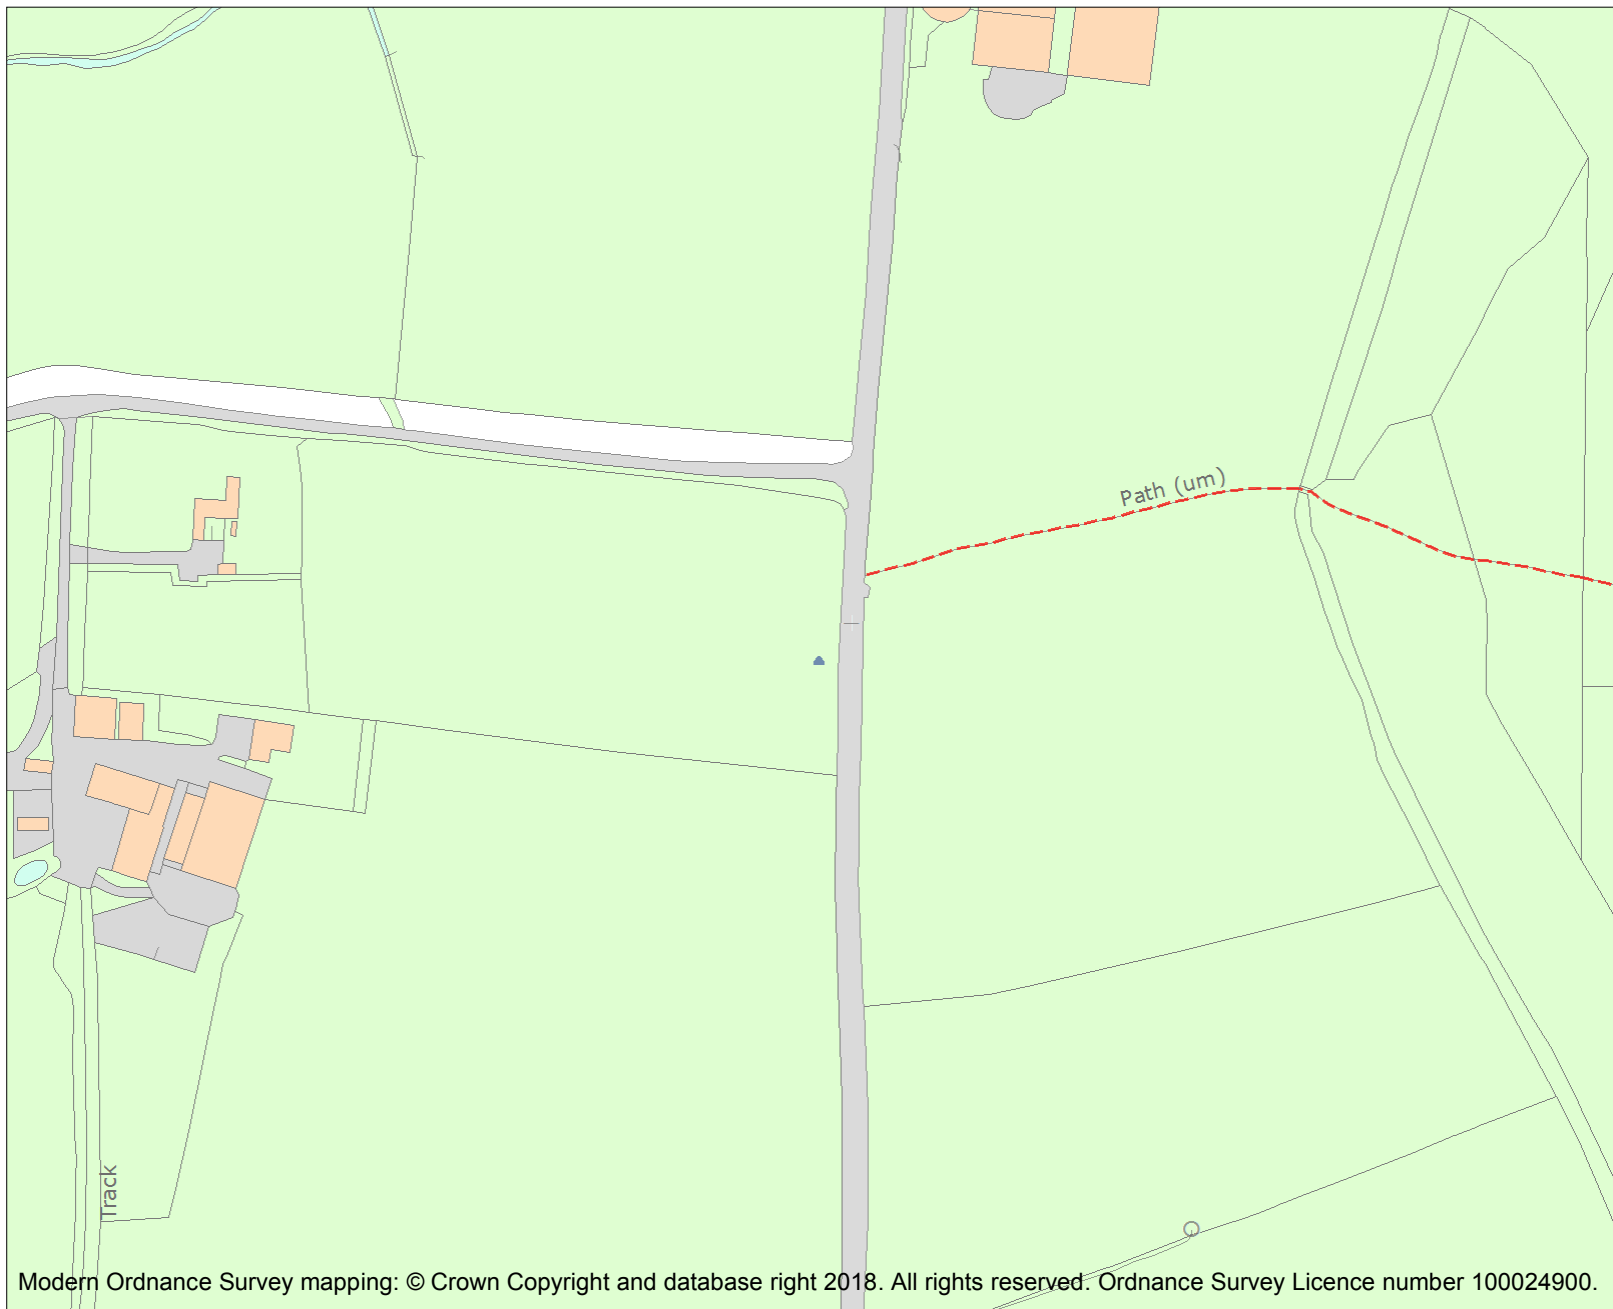 Path (um)
Track
Modern Ordnance Survey mapping: © Crown Copyright and database right 2018. All rights reserved. Ordnance Survey Licence number 100024900.